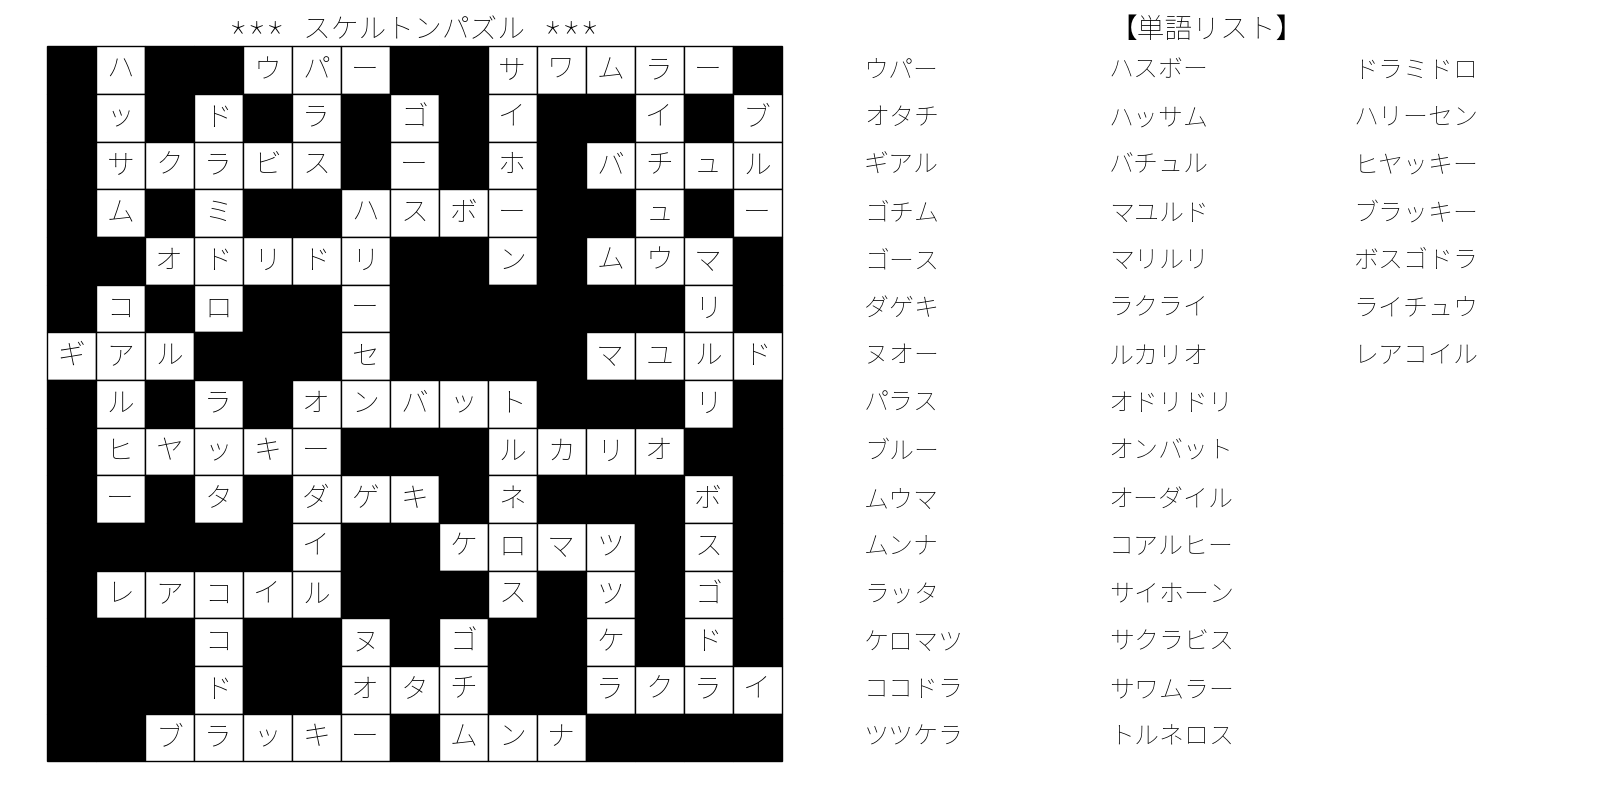 *** スケルトンパズル ***
ハウパーサワムラー
ッドラゴイイブ
サクラビスーホバチュル
ムミハスボーュー
オドリドリンムウマ
コローリ
ギアルセマユルド
ルラオンバットリ
ヒヤッキールカリオ
ータダゲキネボ
イケロマツス
レアコイルスツゴ
コヌゴケド
ドオタチラクライ
ブラッキームンナ
【単語リスト】
ウパー ハスボー ドラミドロ
オタチ ハッサム ハリーセン
ギアル バチュル ヒヤッキー
ゴチム マユルド ブラッキー
ゴース マリルリ ボスゴドラ
ダゲキ ラクライ ライチュウ
ヌオー ルカリオ レアコイル
パラス オドリドリ
ブルー オンバット
ムウマ オーダイル
ムンナ コアルヒー
ラッタ サイホーン
ケロマツ サクラビス
ココドラ サワムラー
ツツケラ トルネロス